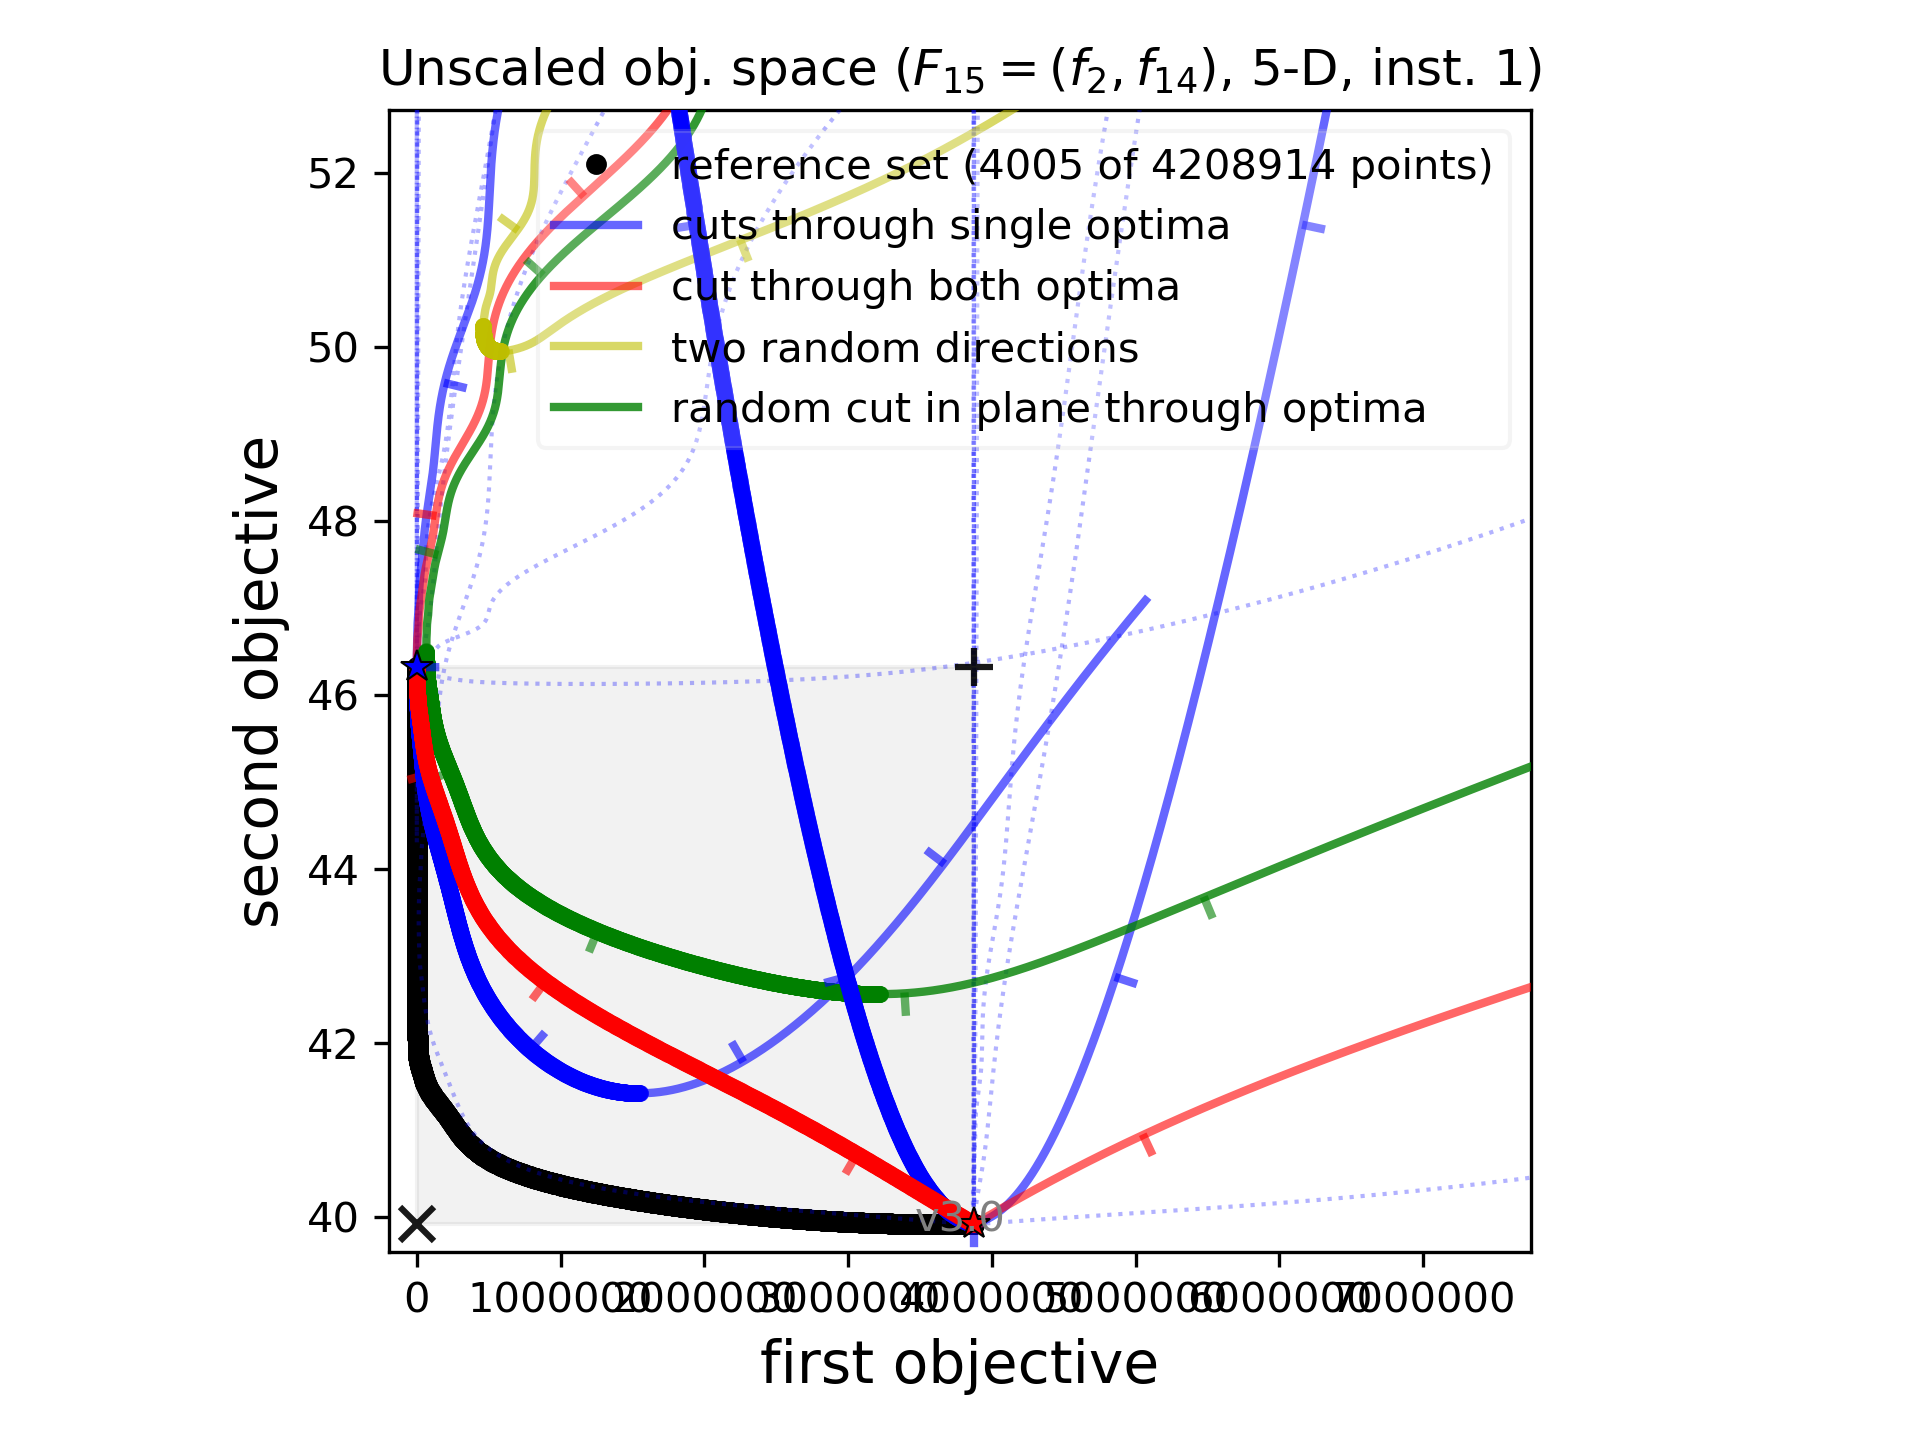 Unscaled obj. space (F15 = (f2, f14), 5-D, inst. 1)
reference set (4005 of 4208914 points)
cuts through single optima
cut through both optima
two random directions
random cut in plane through optima
52
50
48
46
44
42
40
second objective
v3.0
0 1000000 2000000 3000000 4000000 5000000 6000000 7000000
first objective